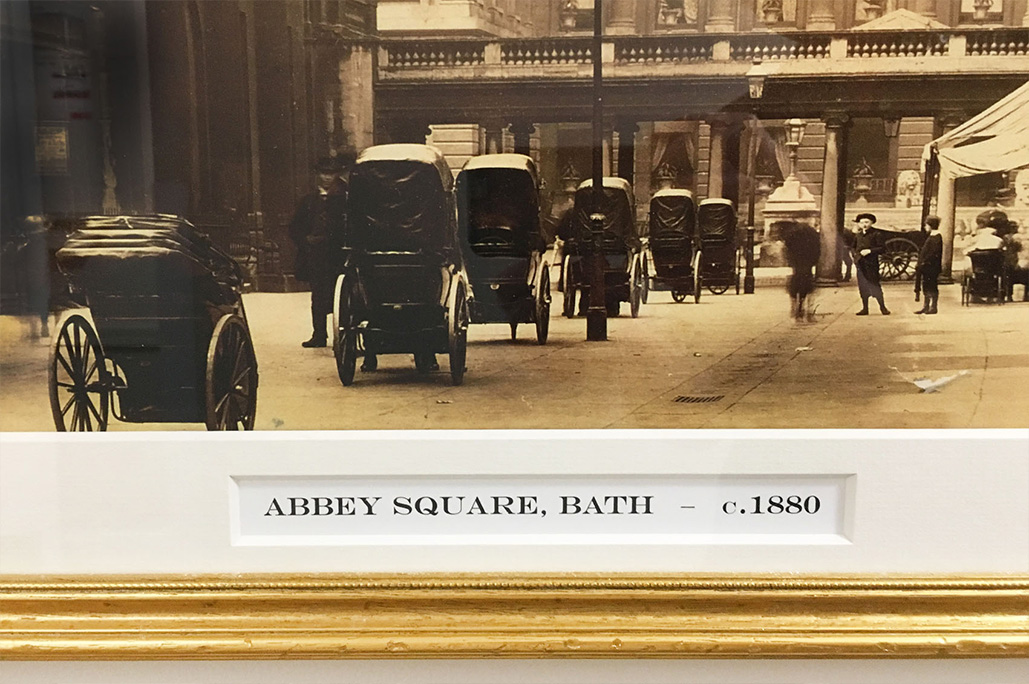 ABBEY SQUARE, BATH – c.1880